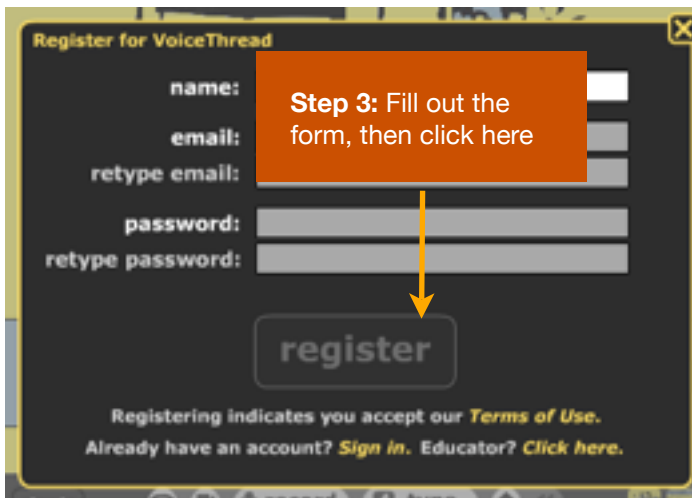 Register for VoiceThread
name:
Step 3: Fill out the
form, then click here
email:
retype email:
password:
retype password:
register
Registering indicates you accept our Terms of Use.
Already have an account? Sign in. Educator? Click here.